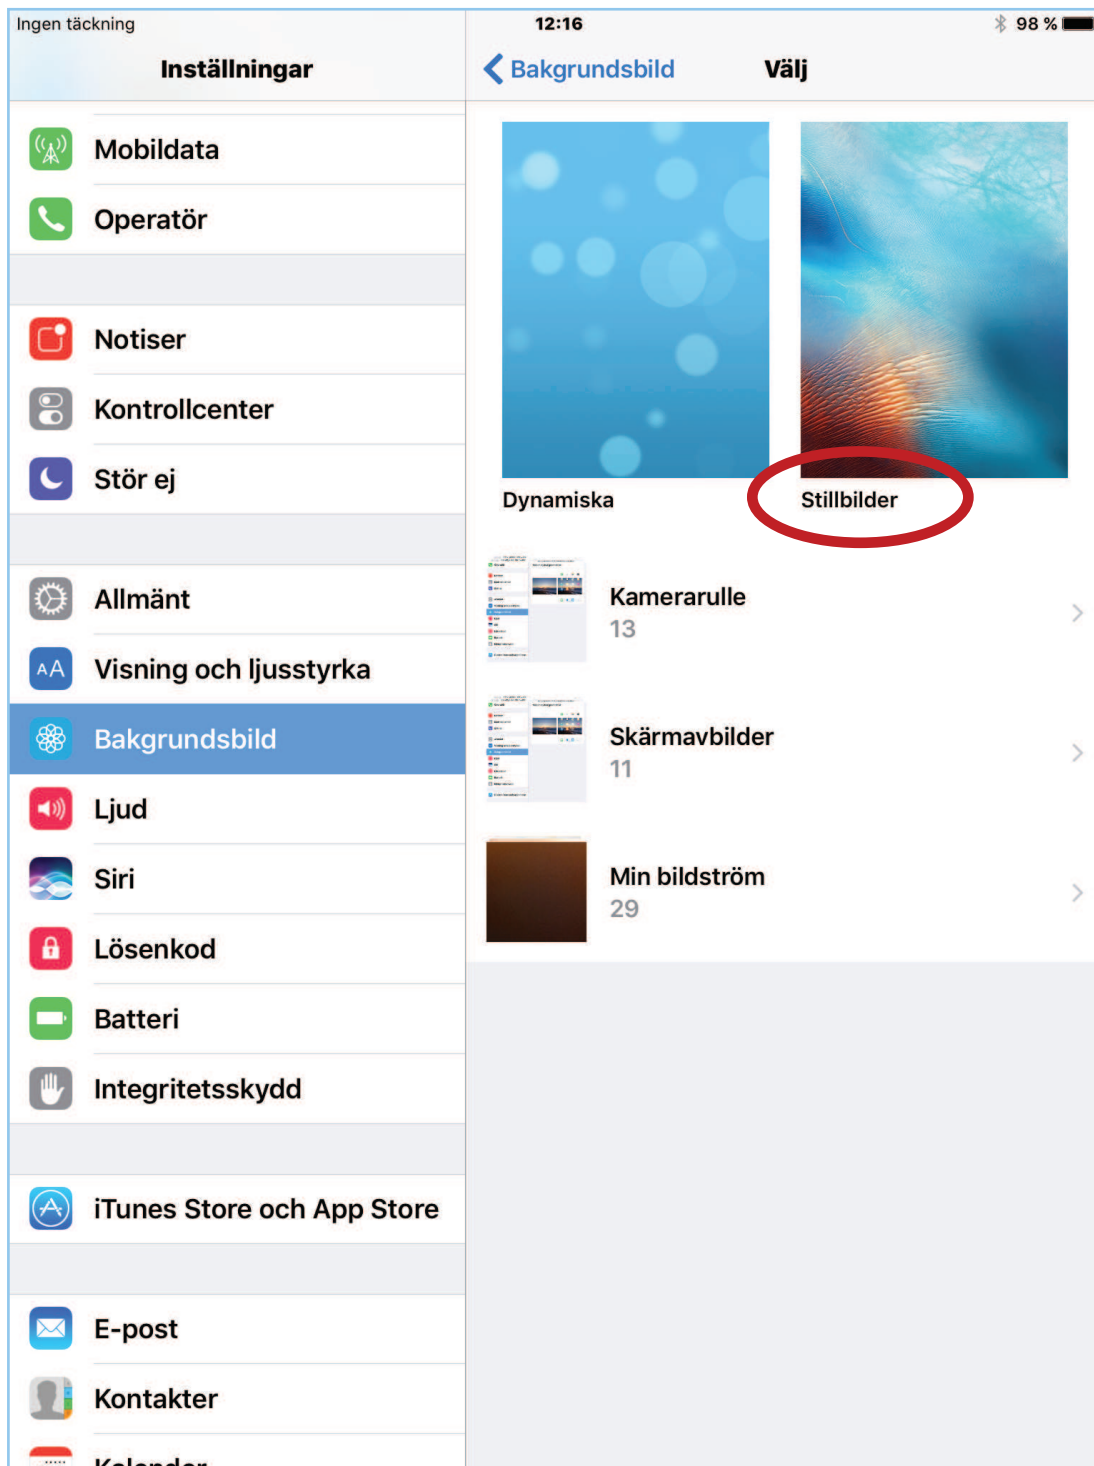 Ingen täckning
12:16
98 %
Inställningar
Bakgrundsbild
Välj
Mobildata
Operatör
Notiser
Kontrollcenter
Stör ej
Allmänt
AA
Visning och ljusstyrka
Bakgrundsbild
Ljud
Siri
Lösenkod
Batteri
Integritetsskydd
iTunes Store och App Store
E-post
Kontakter
Kalender
Dynamiska
Stillbilder
Kamerarulle
13
Skärmavbilder
11
Min bildström
29